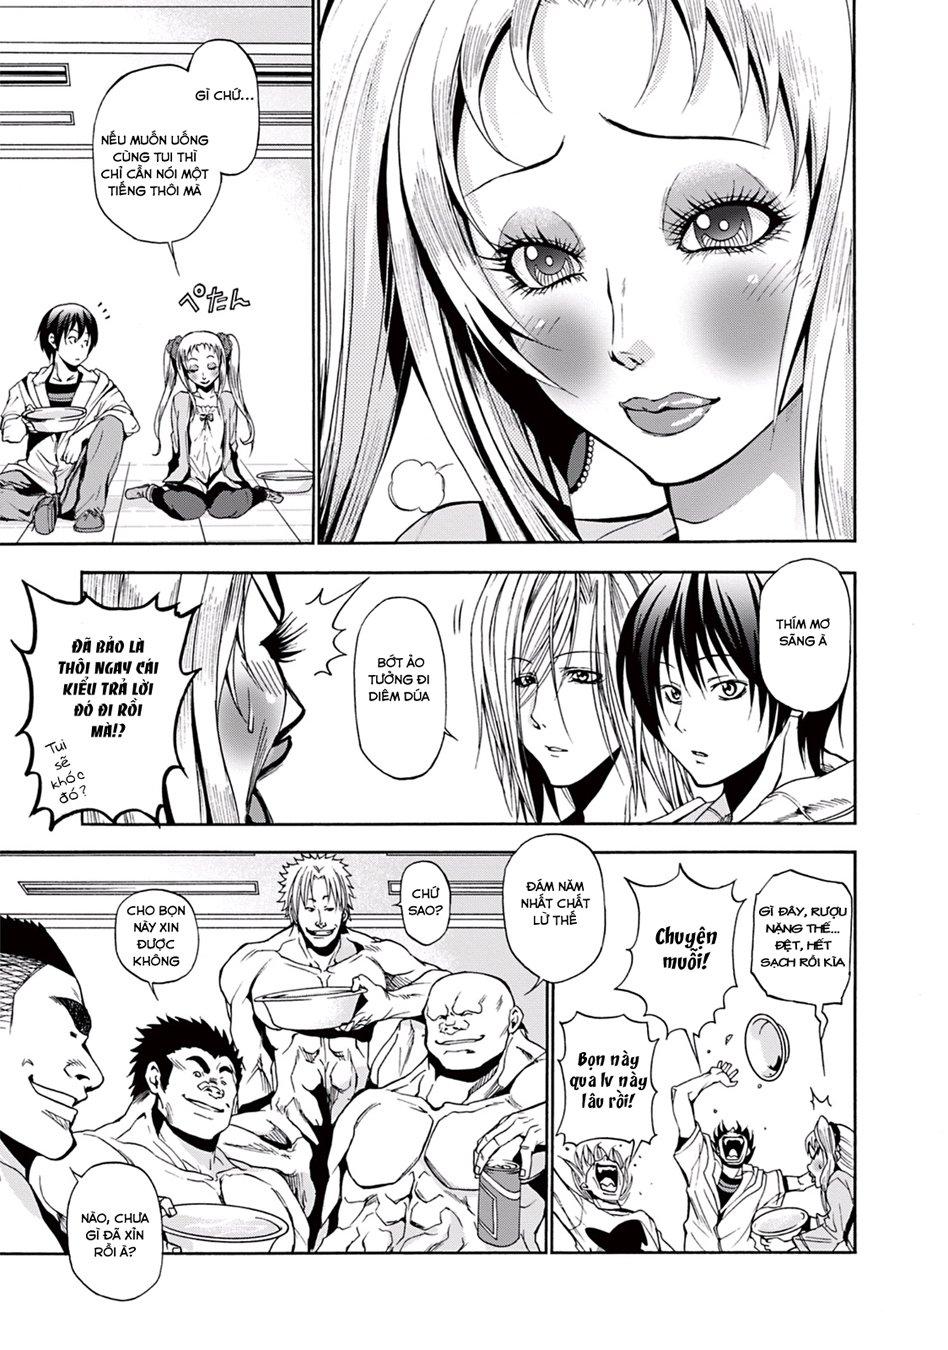 GÌ CHỨ...
NẾU MUỐN UỐNG
CÙNG TUI THÌ
CHỈ CẦN NÓI MỘT
TIẾNG THÔI MÀ
ぺたん
THÍM MƠ
SẢNG À
BỚT ẢO
TƯỞNG ĐI
DIÊM DÚA
ĐÃ BẢO LÀ
THÔI NGAY CÁI
KIỂU TRẢ LỜI
ĐÓ ĐI RỒI
MÀ!?
Tui
sẽ
khóc
đó?
GÌ ĐÂY, RƯỢU
NẶNG THẾ...
ĐỆT, HẾT
SẠCH RỒI KÌA
Chuyện
muỗi!
Bọn này
qua lv này
lâu rồi!
ĐÁM NĂM
NHẤT CHẤT
LỪ THẾ
CHỨ
SAO?
CHO BỌN
NÀY XIN
ĐƯỢC
KHÔNG
NÀO, CHƯA
GÌ ĐÃ XỈN
RỒI À?